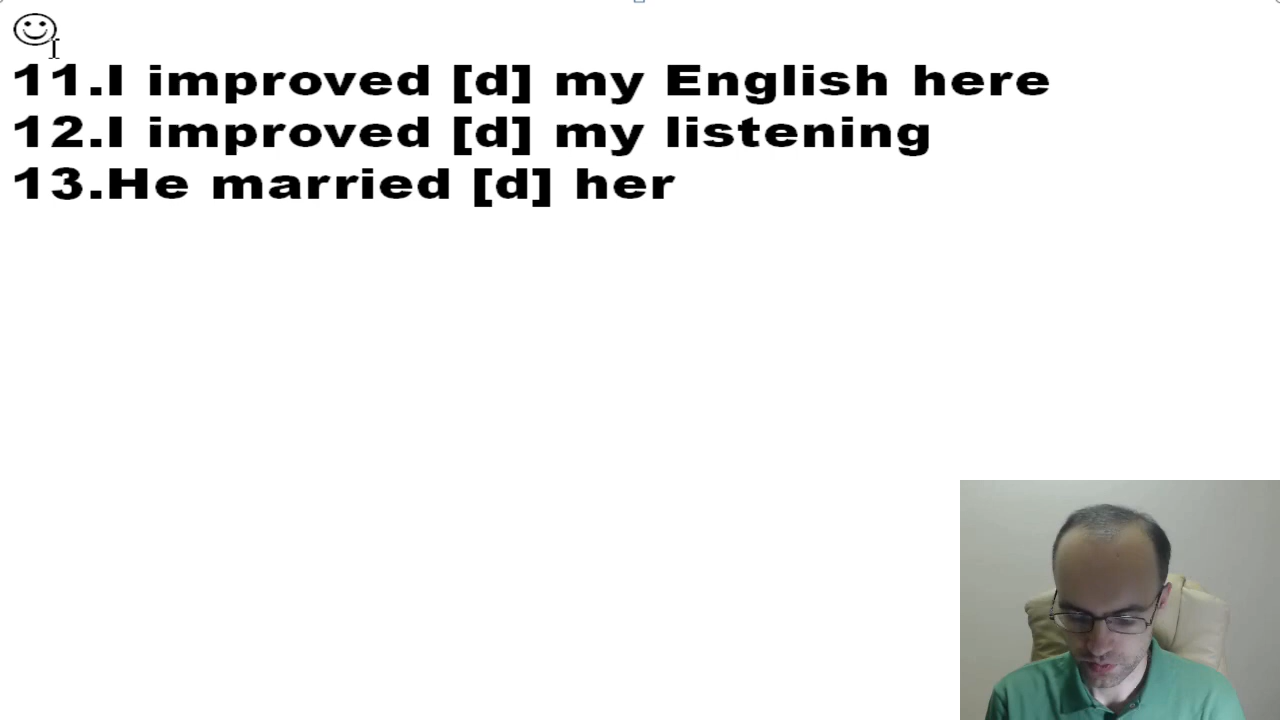 11.I improved [d] my English here
12.I improved [d] my listening
13.He married [d] her